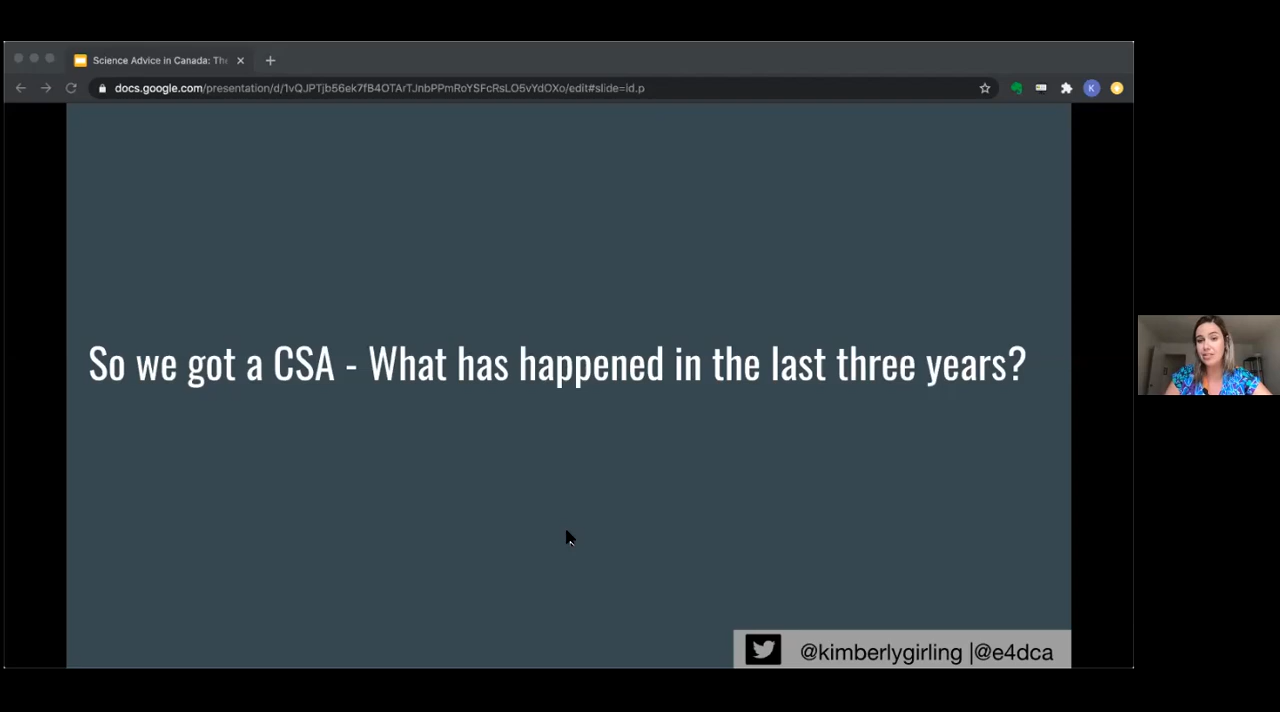 Science Advice in Canada: The
docs.google.com/presentation/d/1vQJPTjb56ek7fB4OTArTJnbPPmRoYSFcRsLO5vYdOXo/edit#slide=id.p
K
So we got a CSA - What has happened in the last three years?
@kimberlygirling |@e4dca